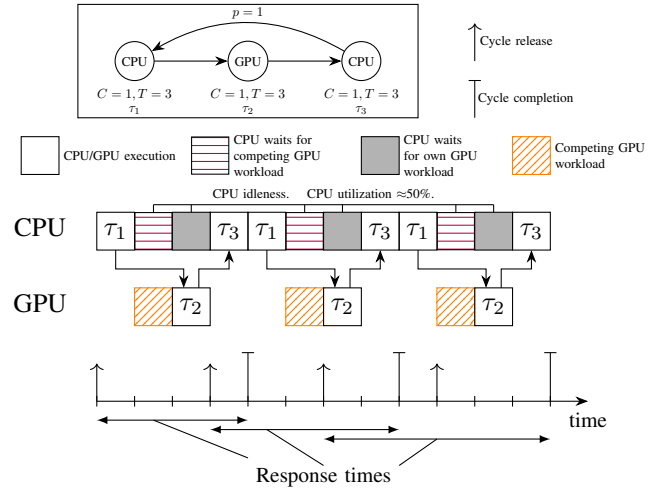 p = 1
CPU
GPU
CPU
C = 1, T = 3
τ1
C = 1, T = 3
τ2
C = 1, T = 3
τ3
Cycle release
Cycle completion
CPU/GPU execution
CPU waits for
competing GPU
workload
CPU waits
for own GPU
workload
Competing GPU
workload
CPU idleness. CPU utilization ≈50%.
CPU
τ1
τ3
τ1
τ3
τ1
τ3
GPU
τ2
τ2
τ2
time
Response times